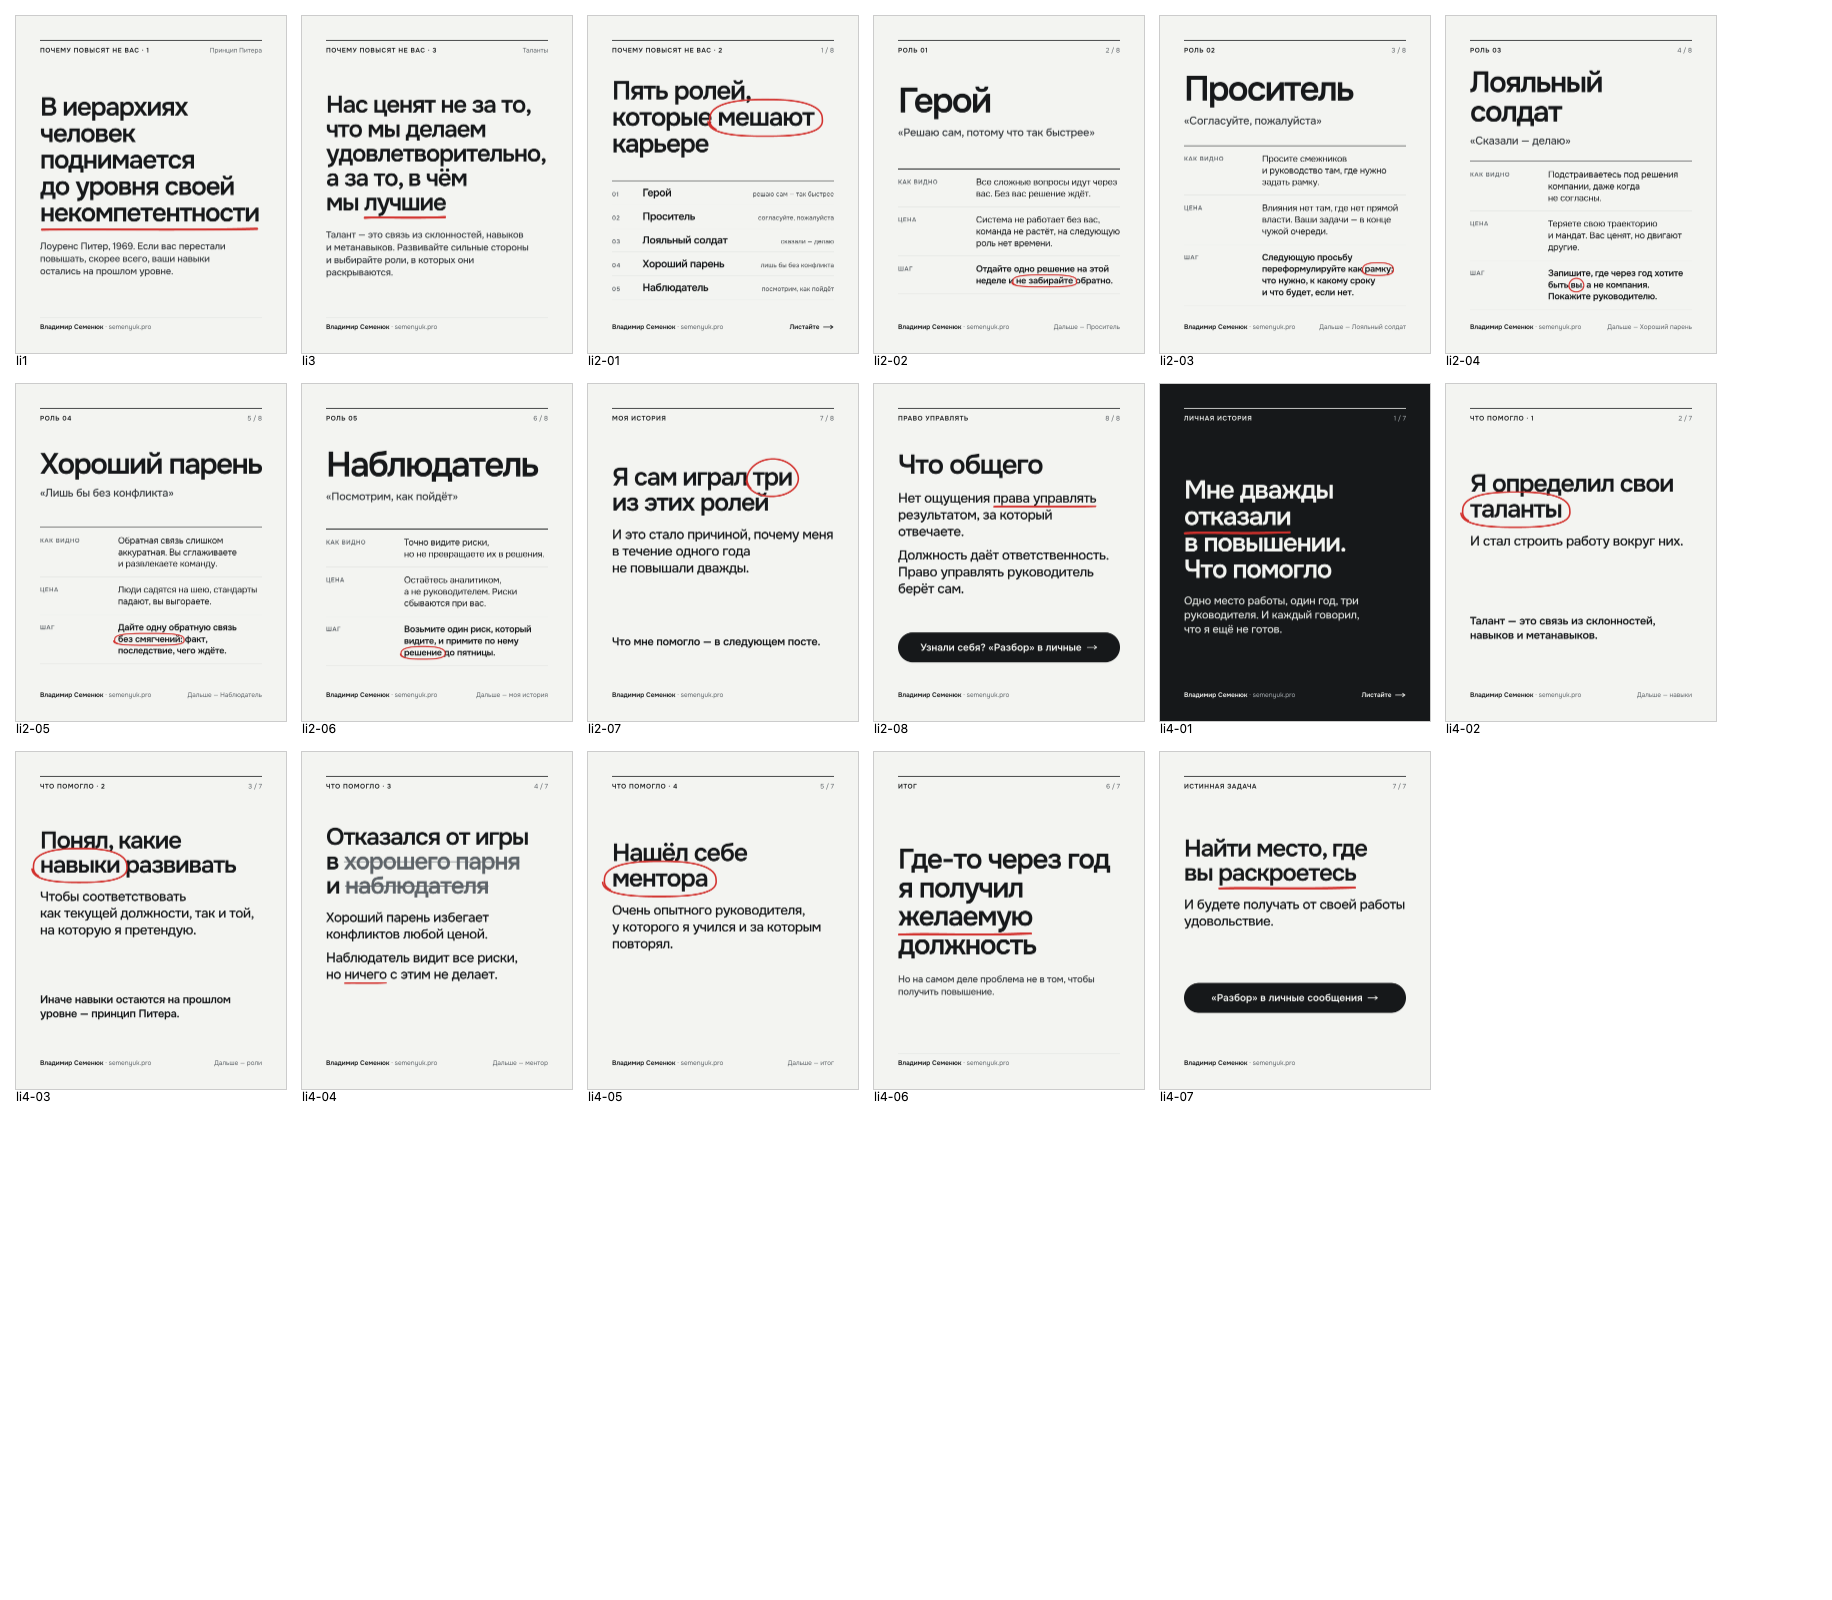 ПОЧЕМУ ПОВЫСЯТ НЕ ВАС · 1
Принцип Питера
В иерархиях
человек
поднимается
до уровня своей
некомпетентности
Лоуренс Питер, 1969. Если вас перестали
повышать, скорее всего, ваши навыки
остались на прошлом уровне.
Владимир Семенюк · semenyuk.pro
li1
ПОЧЕМУ ПОВЫСЯТ НЕ ВАС · 3
Таланты
Нас ценят не за то,
что мы делаем
удовлетворительно,
а за то, в чём
мы лучшие
Талант — это связь из склонностей, навыков
и метанавыков. Развивайте сильные стороны
и выбирайте роли, в которых они
раскрываются.
Владимир Семенюк · semenyuk.pro
li3
ПОЧЕМУ ПОВЫСЯТ НЕ ВАС · 2
1 / 8
Пять ролей,
которые мешают
карьере
01 Герой решаю сам — так быстрее
02 Проситель согласуйте, пожалуйста
03 Лояльный солдат сказали — делаю
04 Хороший парень лишь бы без конфликта
05 Наблюдатель посмотрим, как пойдёт
Владимир Семенюк · semenyuk.pro
Листайте →
li2-01
РОЛЬ 01
2 / 8
Герой
«Решаю сам, потому что так быстрее»
КАК ВИДНО
Все сложные вопросы идут через
вас. Без вас решение ждёт.
ЦЕНА
Система не работает без вас,
команда не растёт, на следующую
роль нет времени.
ШАГ
Отдайте одно решение на этой
неделе и не забирайте обратно.
Владимир Семенюк · semenyuk.pro
Дальше — Проситель
li2-02
РОЛЬ 02
3 / 8
Проситель
«Согласуйте, пожалуйста»
КАК ВИДНО
Просите смежников
и руководство там, где нужно
задать рамку.
ЦЕНА
Влияния нет там, где нет прямой
власти. Ваши задачи — в конце
чужой очереди.
ШАГ
Следующую просьбу
переформулируйте как рамку:
что нужно, к какому сроку
и что будет, если нет.
Владимир Семенюк · semenyuk.pro
Дальше — Лояльный солдат
li2-03
РОЛЬ 03
4 / 8
Лояльный
солдат
«Сказали — делаю»
КАК ВИДНО
Подстраиваетесь под решения
компании, даже когда
не согласны.
ЦЕНА
Теряете свою траекторию
и мандат. Вас ценят, но двигают
другие.
ШАГ
Запишите, где через год хотите
быть вы, а не компания.
Покажите руководителю.
Владимир Семенюк · semenyuk.pro
Дальше — Хороший парень
li2-04
РОЛЬ 04
5 / 8
Хороший парень
«Лишь бы без конфликта»
КАК ВИДНО
Обратная связь слишком
аккуратная. Вы сглаживаете
и развлекаете команду.
ЦЕНА
Люди садятся на шею, стандарты
падают, вы выгораете.
ШАГ
Дайте одну обратную связь
без смягчений: факт,
последствие, чего ждёте.
Владимир Семенюк · semenyuk.pro
Дальше — Наблюдатель
li2-05
РОЛЬ 05
6 / 8
Наблюдатель
«Посмотрим, как пойдёт»
КАК ВИДНО
Точно видите риски,
но не превращаете их в решения.
ЦЕНА
Остаётесь аналитиком,
а не руководителем. Риски
сбываются при вас.
ШАГ
Возьмите один риск, который
видите, и примите по нему
решение до пятницы.
Владимир Семенюк · semenyuk.pro
Дальше — моя история
li2-06
МОЯ ИСТОРИЯ
7 / 8
Я сам играл три
из этих ролей
И это стало причиной, почему меня
в течение одного года
не повышали дважды.
Что мне помогло — в следующем посте.
Владимир Семенюк · semenyuk.pro
li2-07
ПРАВО УПРАВЛЯТЬ
8 / 8
Что общего
Нет ощущения права управлять
результатом, за который
отвечаете.
Должность даёт ответственность.
Право управлять руководитель
берёт сам.
Узнали себя? «Разбор» в личные →
Владимир Семенюк · semenyuk.pro
li2-08
ЛИЧНАЯ ИСТОРИЯ
1 / 7
Мне дважды
отказали
в повышении.
Что помогло
Одно место работы, один год, три
руководителя. И каждый говорил,
что я ещё не готов.
Владимир Семенюк · semenyuk.pro
Листайте →
li4-01
ЧТО ПОМОГЛО · 1
2 / 7
Я определил свои
таланты
И стал строить работу вокруг них.
Талант — это связь из склонностей,
навыков и метанавыков.
Владимир Семенюк · semenyuk.pro
Дальше — навыки
li4-02
ЧТО ПОМОГЛО · 2
3 / 7
Понял, какие
навыки развивать
Чтобы соответствовать
как текущей должности, так и той,
на которую я претендую.
Иначе навыки остаются на прошлом
уровне — принцип Питера.
Владимир Семенюк · semenyuk.pro
Дальше — роли
li4-03
ЧТО ПОМОГЛО · 3
4 / 7
Отказался от игры
в хорошего парня
и наблюдателя
Хороший парень избегает
конфликтов любой ценой.
Наблюдатель видит все риски,
но ничего с этим не делает.
Владимир Семенюк · semenyuk.pro
Дальше — ментор
li4-04
ЧТО ПОМОГЛО · 4
5 / 7
Нашёл себе
ментора
Очень опытного руководителя,
у которого я учился и за которым
повторял.
Владимир Семенюк · semenyuk.pro
Дальше — итог
li4-05
ИТОГ
6 / 7
Где-то через год
я получил
желаемую
должность
Но на самом деле проблема не в том, чтобы
получить повышение.
Владимир Семенюк · semenyuk.pro
li4-06
ИСТИННАЯ ЗАДАЧА
7 / 7
Найти место, где
вы раскроетесь
И будете получать от своей работы
удовольствие.
«Разбор» в личные сообщения →
Владимир Семенюк · semenyuk.pro
li4-07